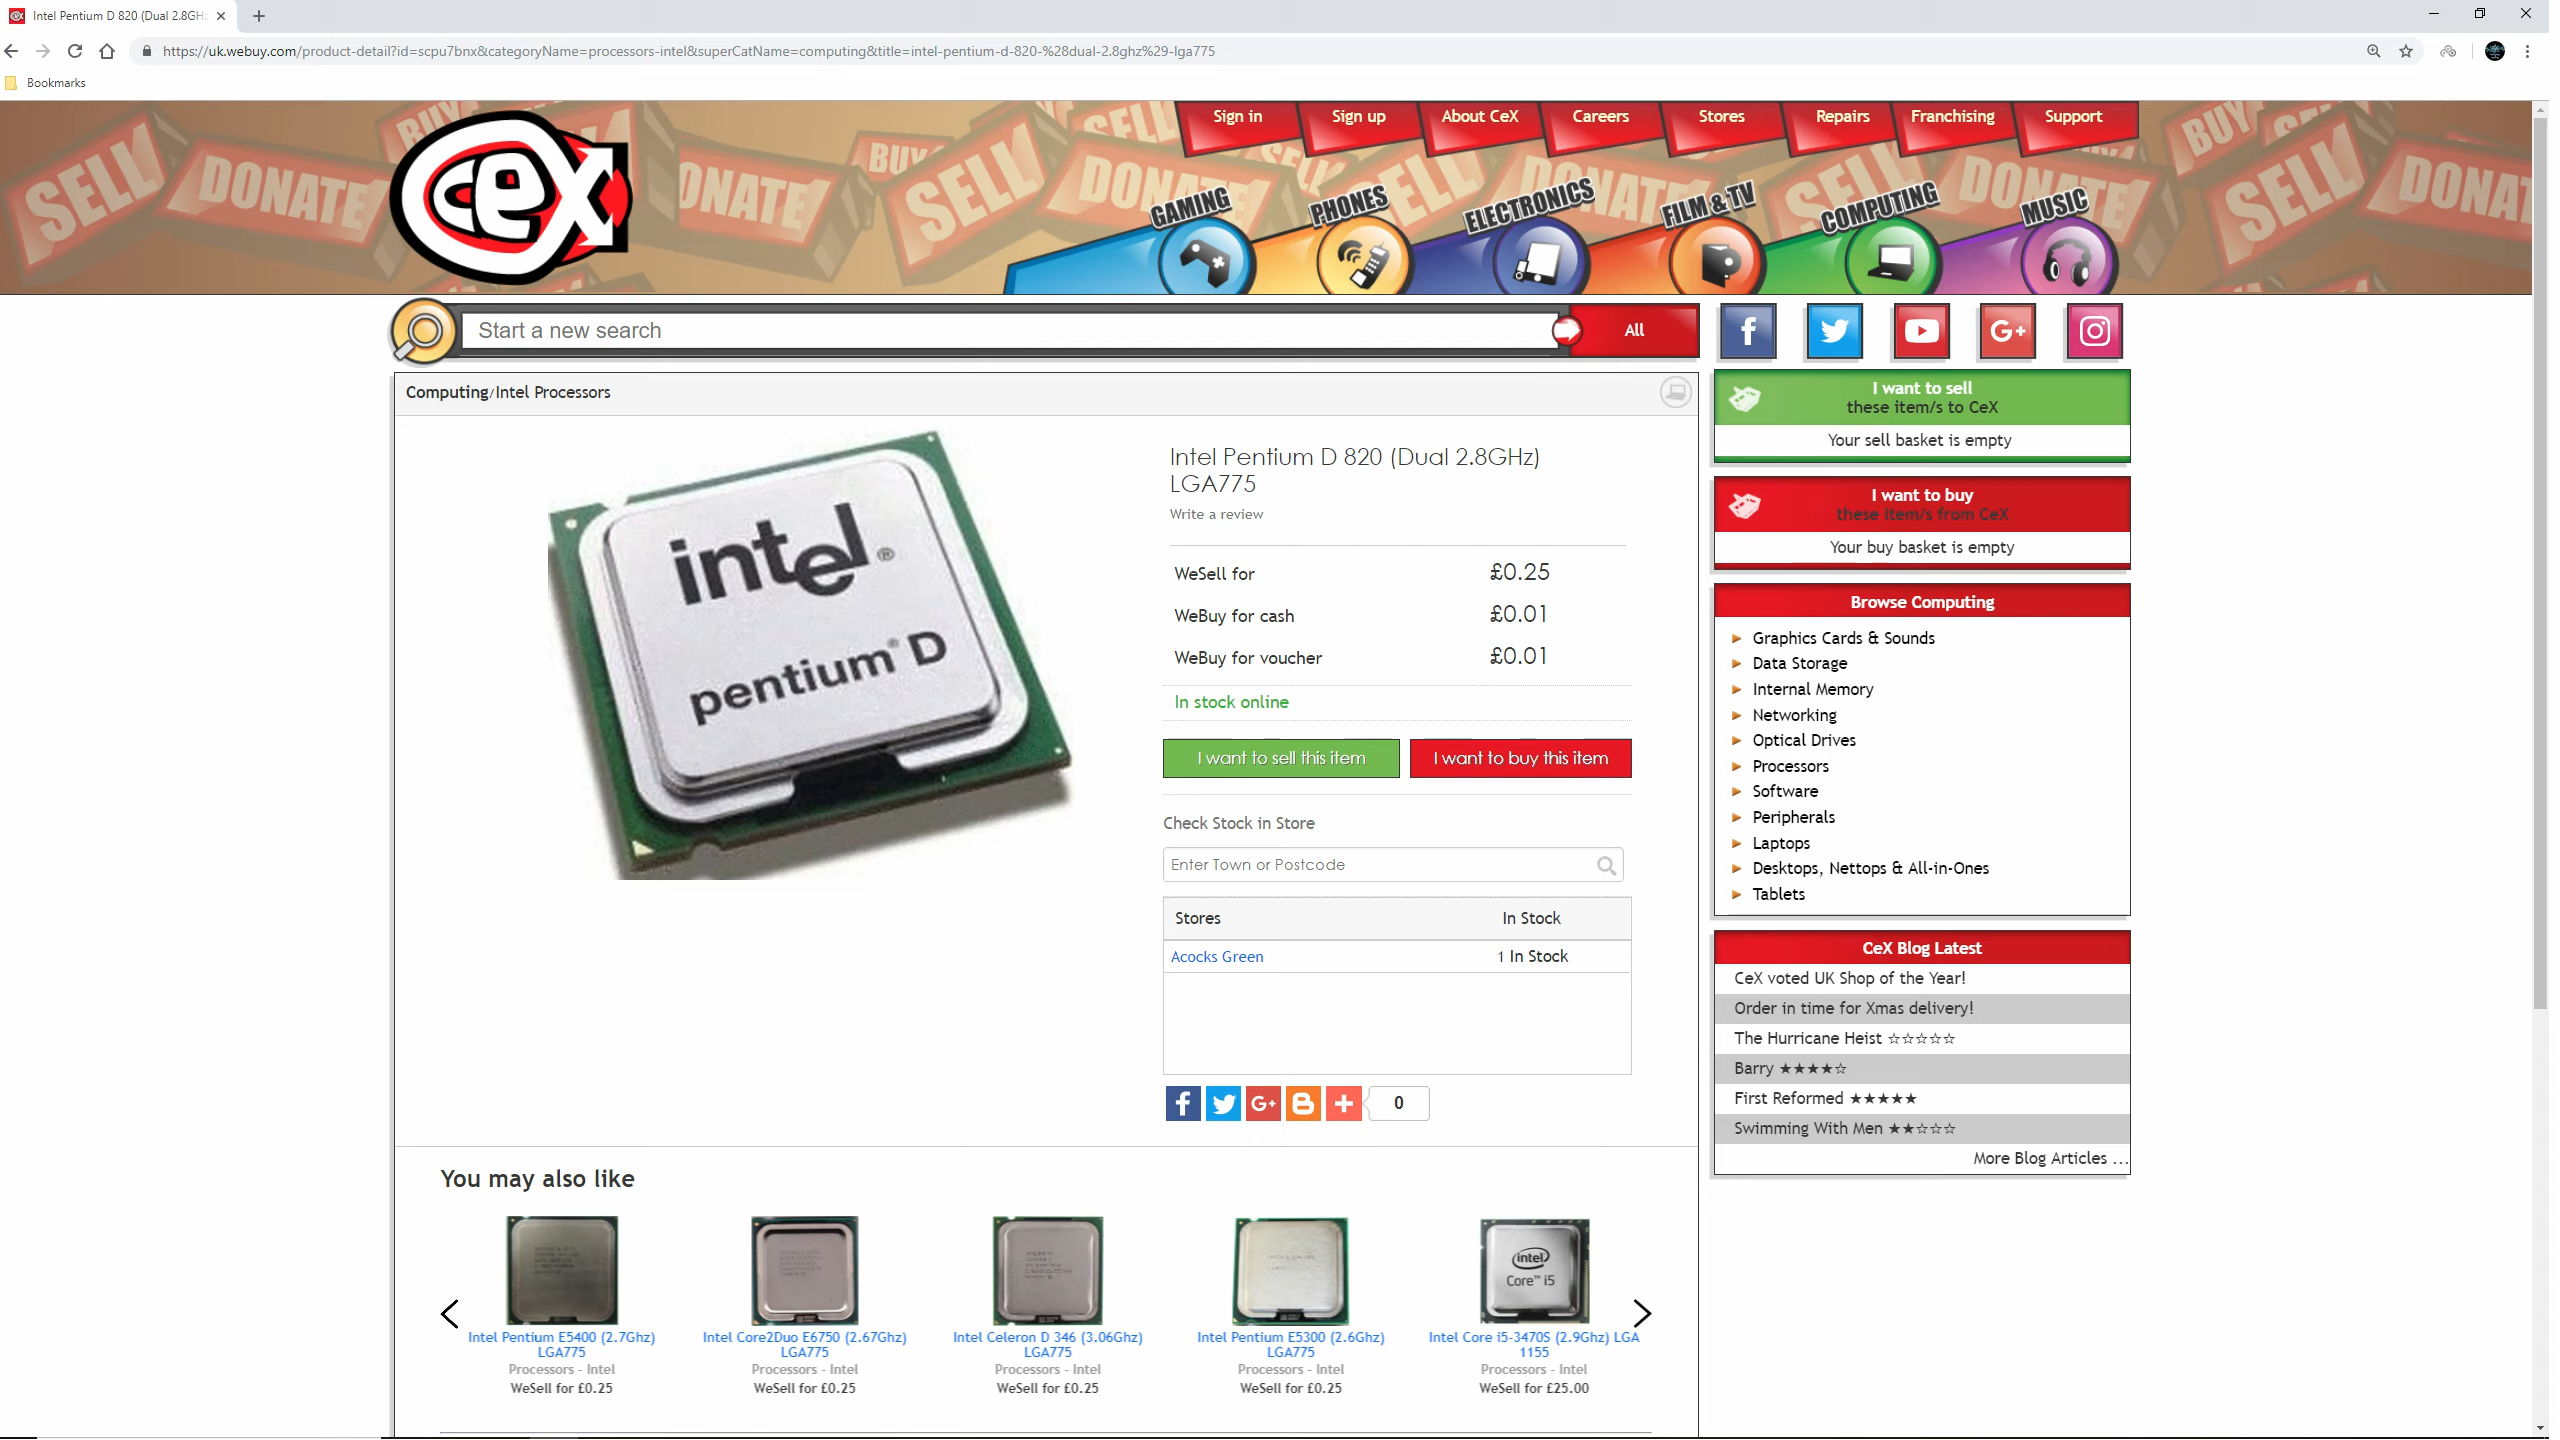 Intel Pentium D 820 (Dual 2.8GH
https://uk.webuy.com/product-detail?id=scpu7bnx&categoryName=processors-intel&superCatName=computing&title=intel-pentium-d-820-%28dual-2.8ghz%29-lga775
Bookmarks
Sign in
Sign up
About CeX
Careers
Stores
Repairs
Franchising
Support
BUY SELL DONATE
SELL DONATE
cex
GAMING
PHONES
ELECTRONICS
FILM & TV
COMPUTING
MUSIC
Start a new search
All
Computing/Intel Processors
intel®
pentium® D
Intel Pentium D 820 (Dual 2.8GHz)
LGA775
Write a review
WeSell for £0.25
WeBuy for cash £0.01
WeBuy for voucher £0.01
In stock online
I want to sell this item
I want to buy this item
Check Stock in Store
Enter Town or Postcode
Stores In Stock
Acocks Green 1 In Stock
0
I want to sell
these item/s to CeX
Your sell basket is empty
I want to buy
these item/s from CeX
Your buy basket is empty
Browse Computing
Graphics Cards & Sounds
Data Storage
Internal Memory
Networking
Optical Drives
Processors
Software
Peripherals
Laptops
Desktops, Nettops & All-in-Ones
Tablets
CeX Blog Latest
CeX voted UK Shop of the Year!
Order in time for Xmas delivery!
The Hurricane Heist ☆☆☆☆☆
Barry ★★★★☆
First Reformed ★★★★★
Swimming With Men ★★☆☆☆
More Blog Articles ...
You may also like
intel
Core™ i5
Intel Pentium E5400 (2.7Ghz)
LGA775
Processors - Intel
WeSell for £0.25
Intel Core2Duo E6750 (2.67Ghz)
LGA775
Processors - Intel
WeSell for £0.25
Intel Celeron D 346 (3.06Ghz)
LGA775
Processors - Intel
WeSell for £0.25
Intel Pentium E5300 (2.6Ghz)
LGA775
Processors - Intel
WeSell for £0.25
Intel Core i5-3470S (2.9Ghz) LGA
1155
Processors - Intel
WeSell for £25.00